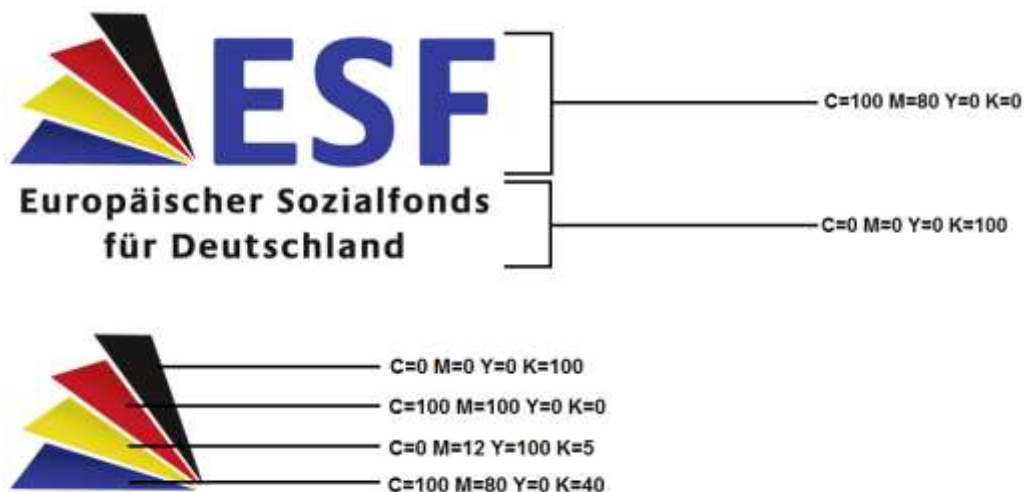 ESF
C=100 M=80 Y=0 K=0
Europäischer Sozialfonds
für Deutschland
C=0 M=0 Y=0 K=100
C=0 M=0 Y=0 K=100
C=100 M=100 Y=0 K=0
C=0 M=12 Y=100 K=5
C=100 M=80 Y=0 K=40